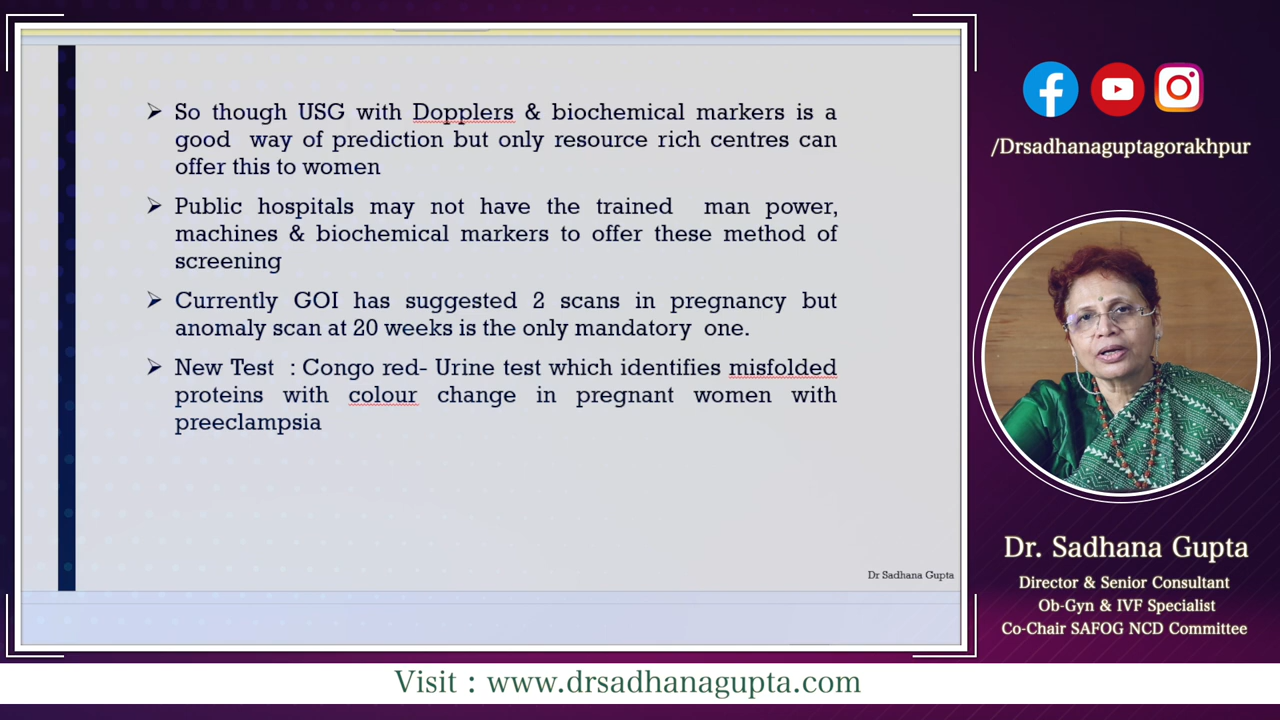 So though USG with Dopplers & biochemical markers is a
good way of prediction but only resource rich centres can
offer this to women
Public hospitals may not have the trained man power,
machines & biochemical markers to offer these method of
screening
Currently GOI has suggested 2 scans in pregnancy but
anomaly scan at 20 weeks is the only mandatory one.
New Test : Congo red- Urine test which identifies misfolded
proteins with colour change in pregnant women with
preeclampsia
Dr Sadhana Gupta
/Drsadhanaguptagorakhpur
Dr. Sadhana Gupta
Director & Senior Consultant
Ob-Gyn & IVF Specialist
Co-Chair SAFOG NCD Committee
Visit : www.drsadhanagupta.com